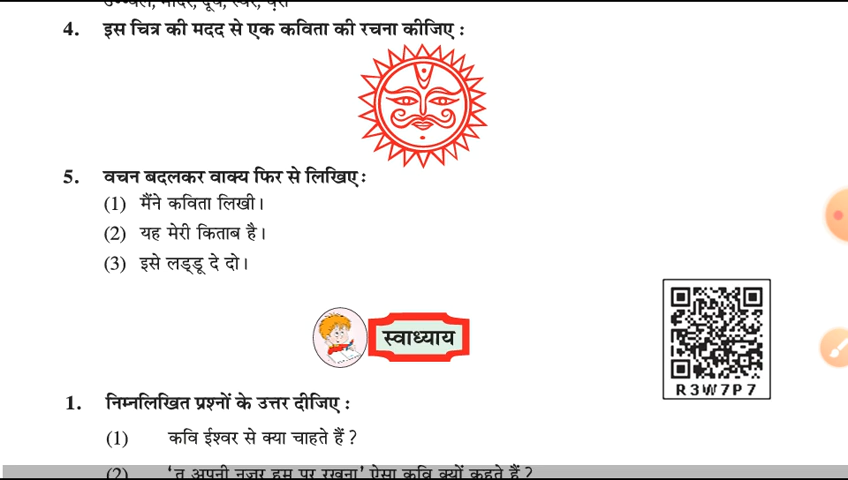 4. इस चित्र की मदद से एक कविता की रचना कीजिए :
5. वचन बदलकर वाक्य फिर से लिखिए :
(1) मैंने कविता लिखी।
(2) यह मेरी किताब है।
(3) इसे लड्डू दे दो।
स्वाध्याय
R3W7P7
1. निम्नलिखित प्रश्नों के उत्तर दीजिए :
(1) कवि ईश्वर से क्या चाहते हैं ?
(2) 'तू अपनी नज़र हम पर रखना' ऐसा कवि क्यों कहते हैं ?